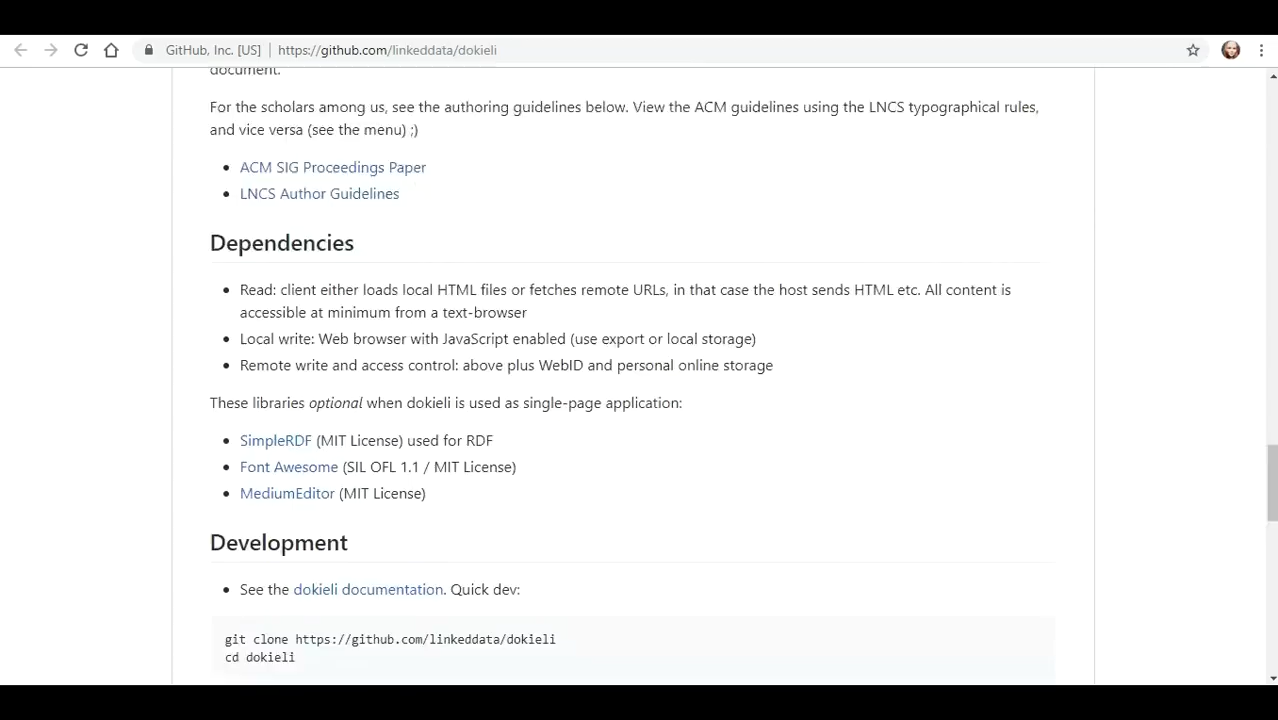 GitHub, Inc. [US] | https://github.com/linkeddata/dokieli
document.
For the scholars among us, see the authoring guidelines below. View the ACM guidelines using the LNCS typographical rules,
and vice versa (see the menu) ;)
• ACM SIG Proceedings Paper
• LNCS Author Guidelines
Dependencies
• Read: client either loads local HTML files or fetches remote URLs, in that case the host sends HTML etc. All content is
accessible at minimum from a text-browser
• Local write: Web browser with JavaScript enabled (use export or local storage)
• Remote write and access control: above plus WebID and personal online storage
These libraries optional when dokieli is used as single-page application:
• SimpleRDF (MIT License) used for RDF
• Font Awesome (SIL OFL 1.1 / MIT License)
• MediumEditor (MIT License)
Development
• See the dokieli documentation. Quick dev:
git clone https://github.com/linkeddata/dokieli
cd dokieli